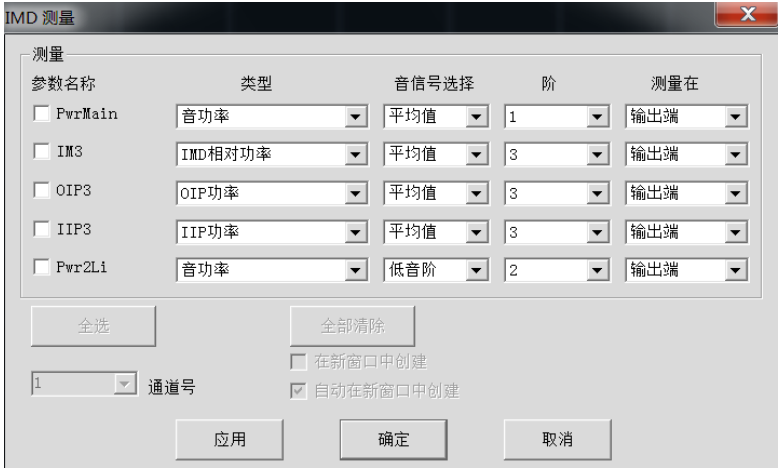 IMD 测量
测量
参数名称 类型 音信号选择 阶 测量在
PwrMain 音功率 平均值 1 输出端
IM3 IMD相对功率 平均值 3 输出端
OIP3 OIP功率 平均值 3 输出端
IIP3 IIP功率 平均值 3 输出端
Pwr2Li 音功率 低音阶 2 输出端
全选 全部清除
在新窗口中创建
1 通道号 自动在新窗口中创建
应用 确定 取消